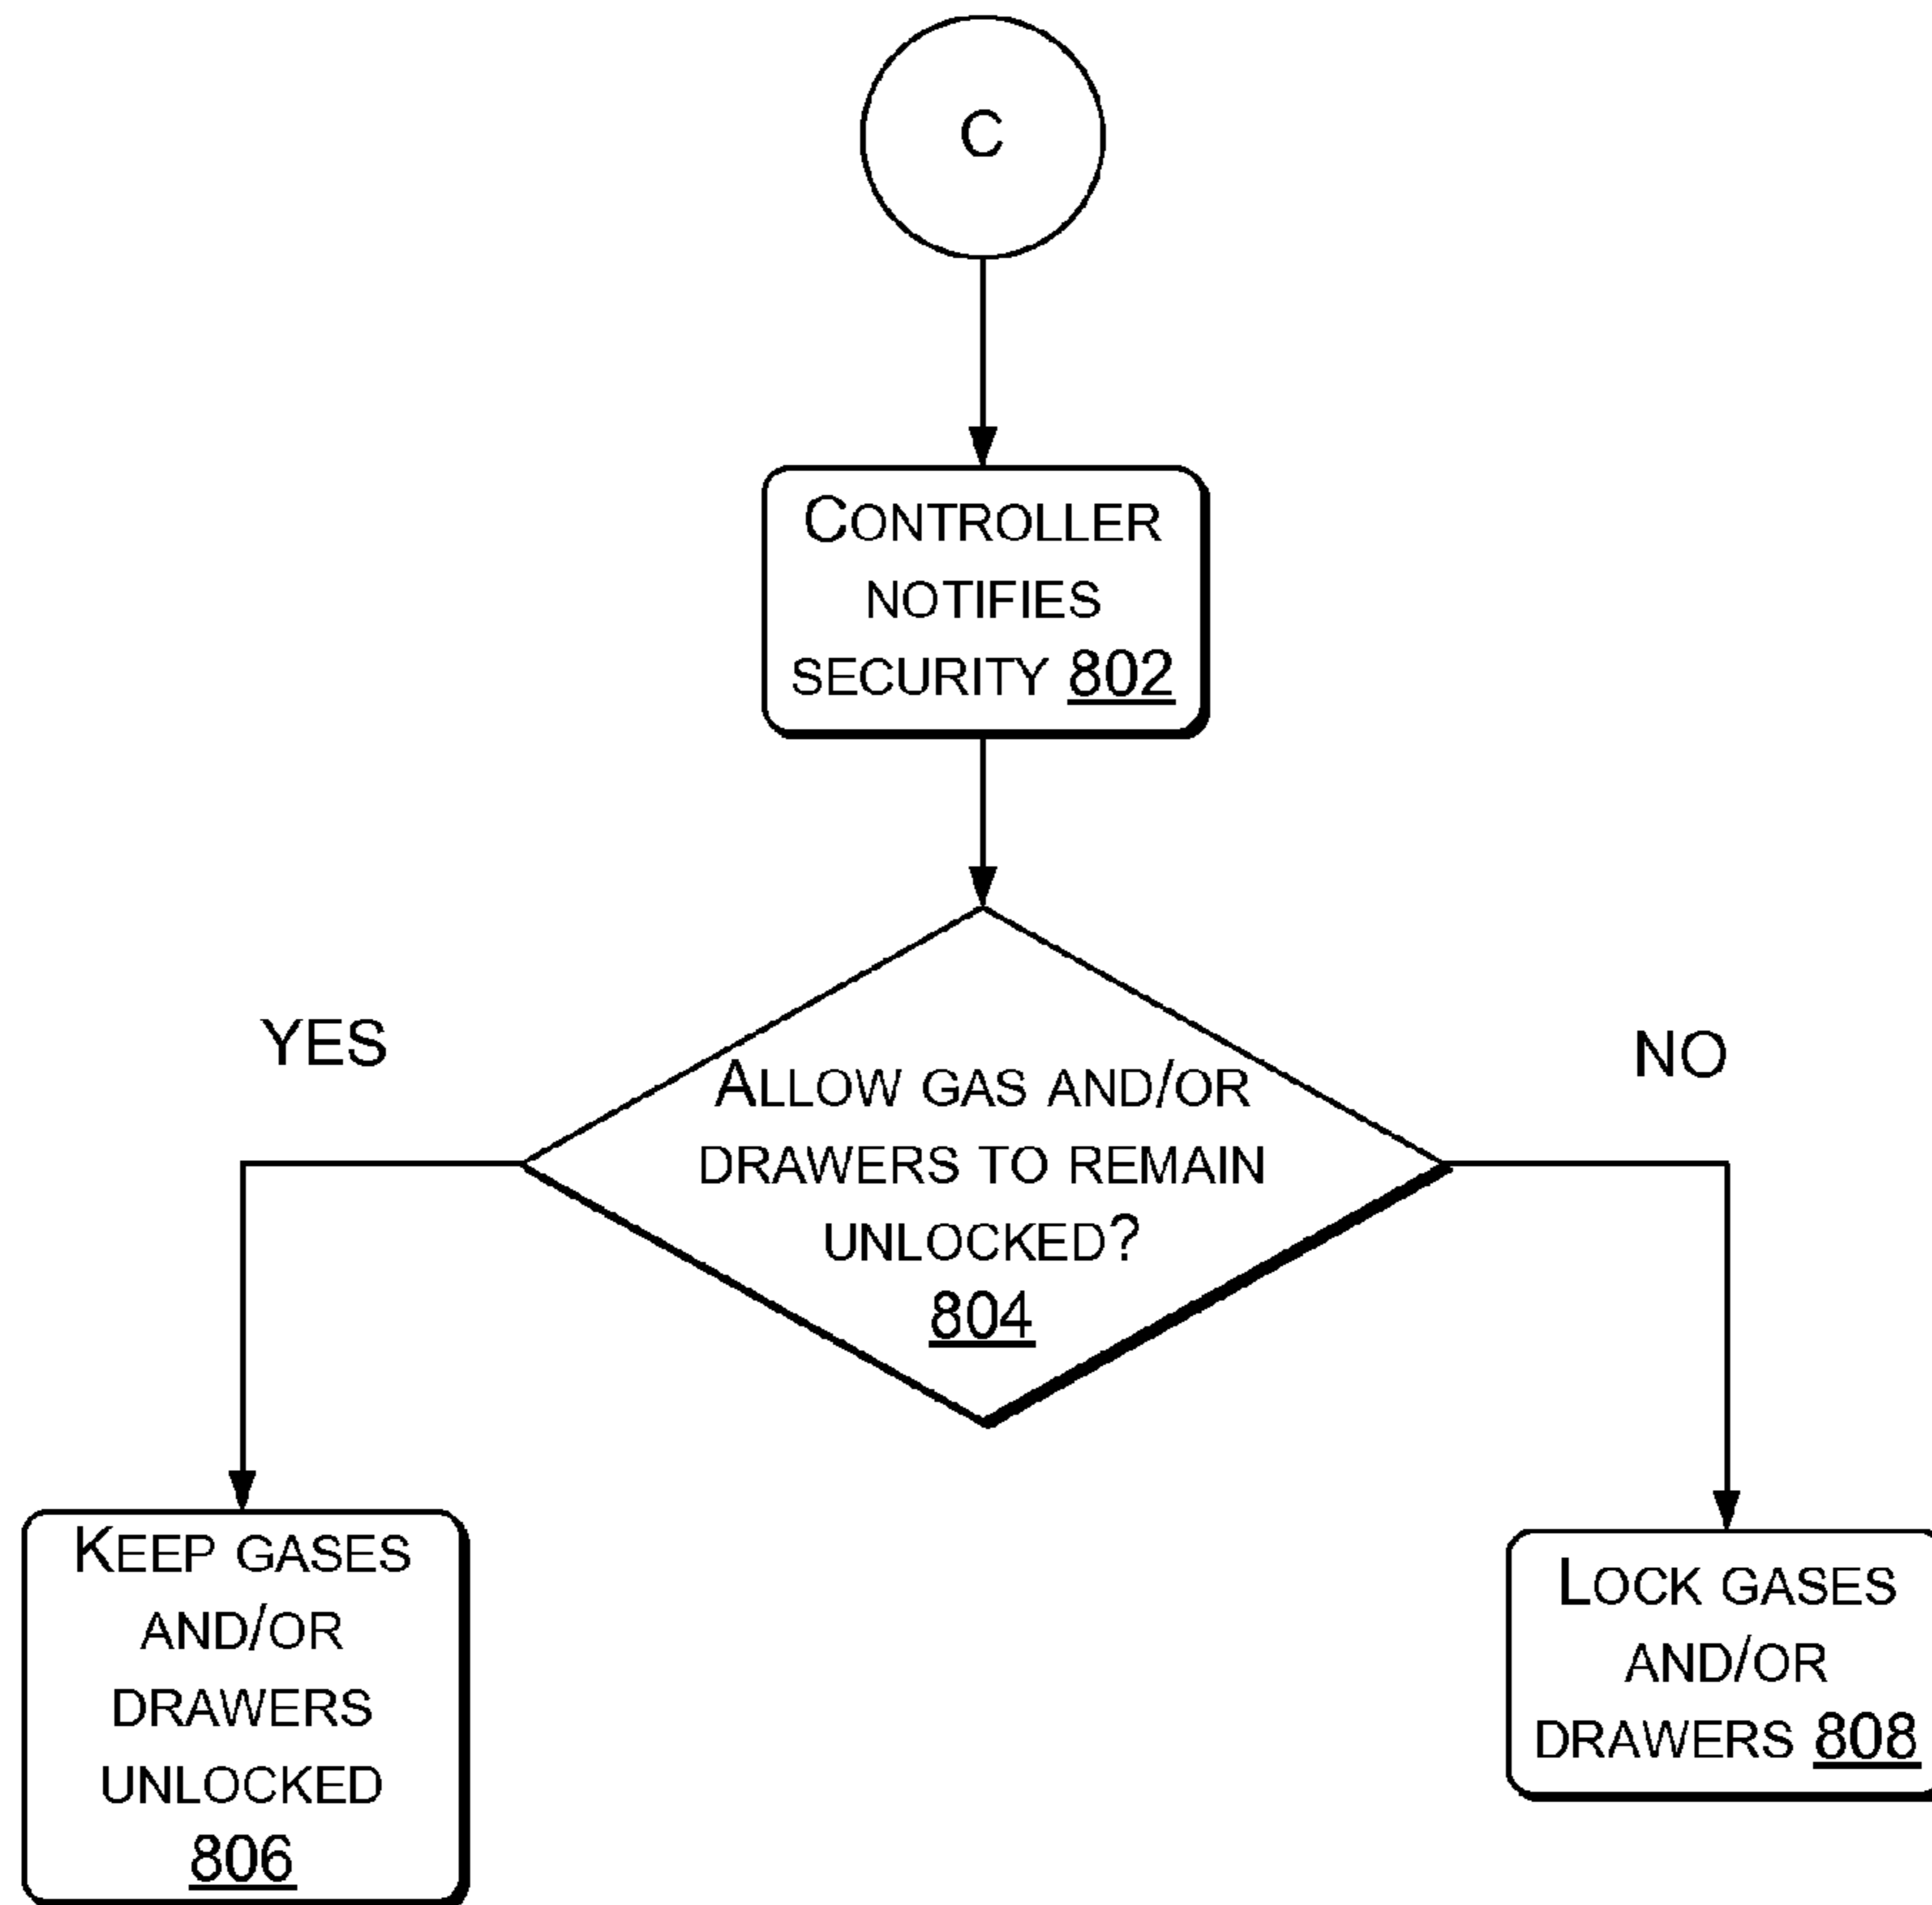 C
CONTROLLER
NOTIFIES
SECURITY 802
YES
NO
ALLOW GAS AND/OR
DRAWERS TO REMAIN
UNLOCKED?
804
KEEP GASES
AND/OR
DRAWERS
UNLOCKED
806
LOCK GASES
AND/OR
DRAWERS 808